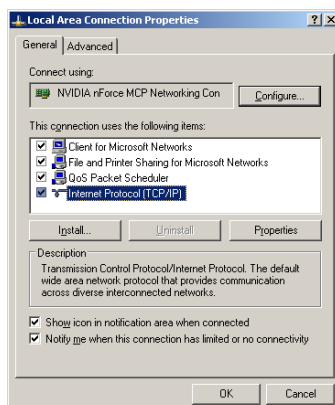 Local Area Connection Properties
General
Advanced
Connect using:
NVIDIA nForce MCP Networking Con
Configure...
This connection uses the following items:
Client for Microsoft Networks
File and Printer Sharing for Microsoft Networks
QoS Packet Scheduler
Internet Protocol (TCP/IP)
Install...
Uninstall
Properties
Description
Transmission Control Protocol/Internet Protocol. The default
wide area network protocol that provides communication
across diverse interconnected networks.
Show icon in notification area when connected
Notify me when this connection has limited or no connectivity
OK
Cancel